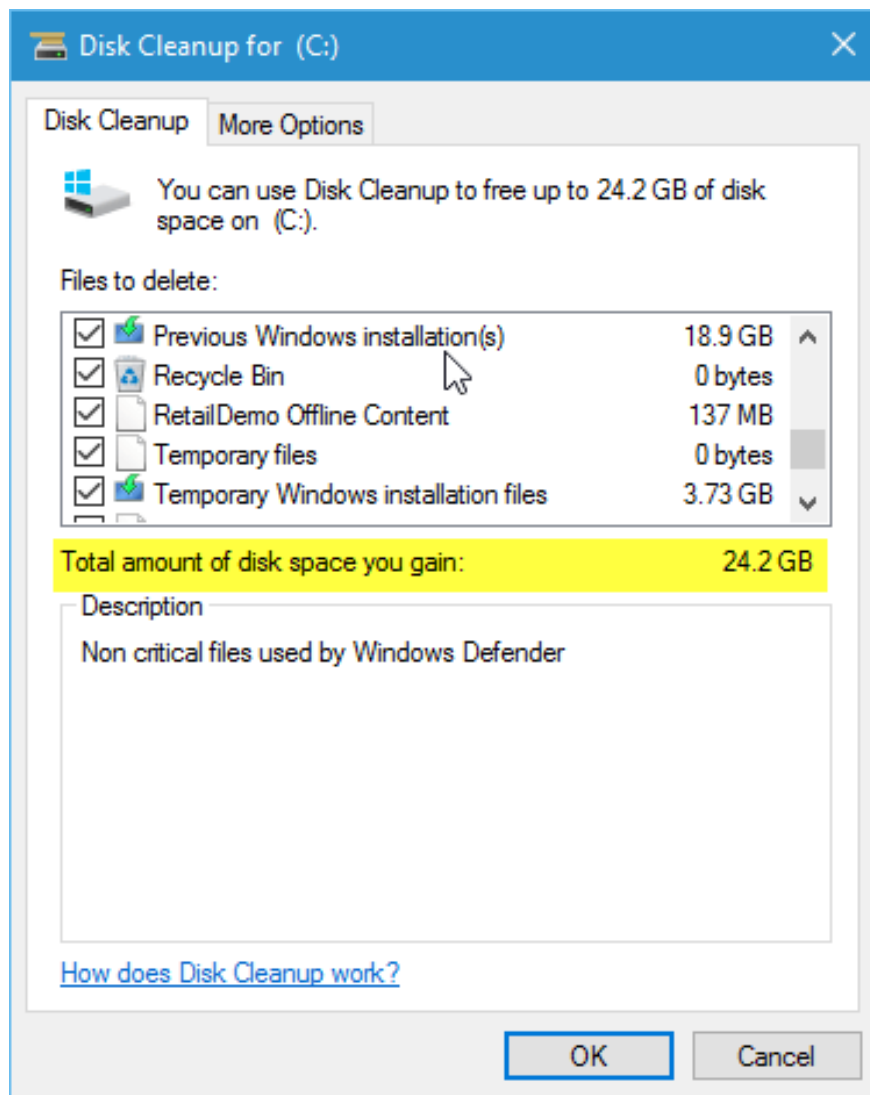 Disk Cleanup for (C:)
Disk Cleanup
More Options
You can use Disk Cleanup to free up to 24.2 GB of disk
space on (C:).
Files to delete:
Previous Windows installation(s) 18.9 GB
Recycle Bin 0 bytes
RetailDemo Offline Content 137 MB
Temporary files 0 bytes
Temporary Windows installation files 3.73 GB
Total amount of disk space you gain: 24.2 GB
Description
Non critical files used by Windows Defender
How does Disk Cleanup work?
OK
Cancel